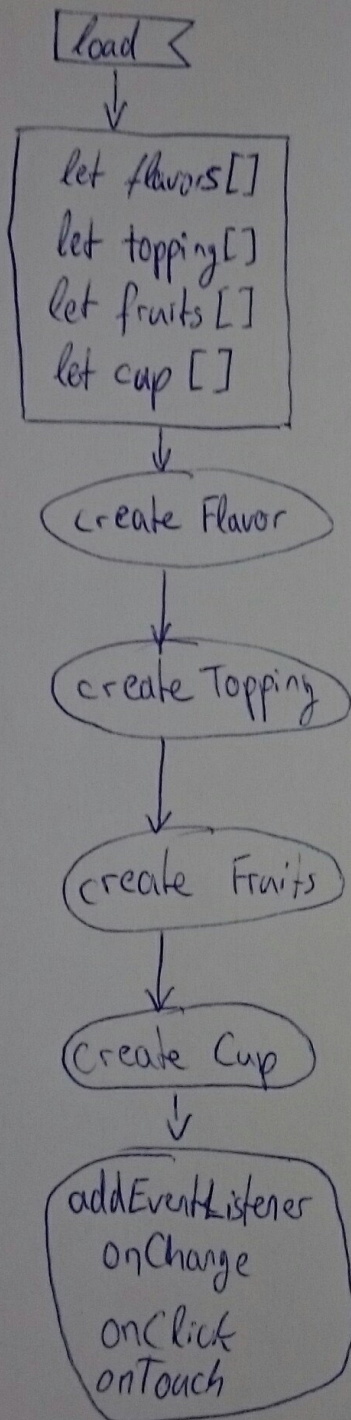 load
let flavors[]
let topping[]
let fruits []
let cup []
create Flavor
create Topping
create Fruits
create Cup
addEventListener
onChange
onClick
onTouch